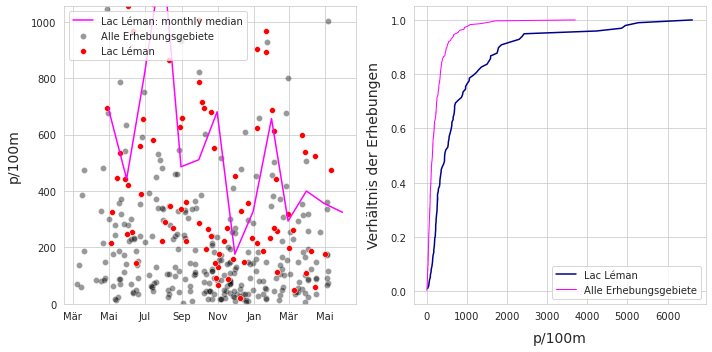 Lac Léman: monthly median
Alle Erhebungsgebiete
Lac Léman
p/100m
1000
800
600
400
200
0
Mär
Mai
Jul
Sep
Nov
Jan
Mär
Mai
Verhältnis der Erhebungen
1.0
0.8
0.6
0.4
0.2
0.0
0
1000
2000
3000
4000
5000
6000
p/100m
Lac Léman
Alle Erhebungsgebiete